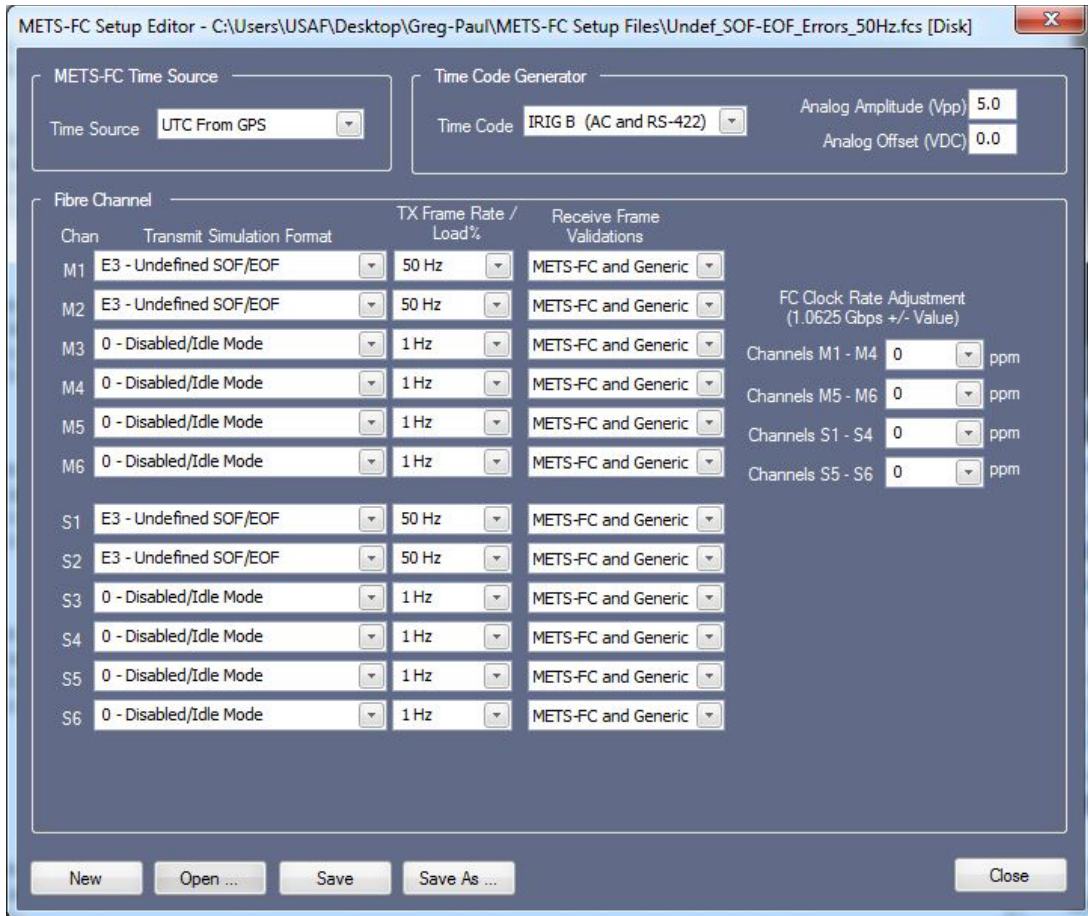 METS-FC Setup Editor - C:\Users\USAF\Desktop\Greg-Paul\METS-FC Setup Files\Undef_SOF-EOF_Errors_50Hz.fcs [Disk]
x
METS-FC Time Source
Time Source UTC From GPS
Time Code Generator
Time Code IRIG B (AC and RS-422)
Analog Amplitude (Vpp) 5.0
Analog Offset (VDC) 0.0
Fibre Channel
Chan Transmit Simulation Format TX Frame Rate / Load% Receive Frame Validations
M1 E3 - Undefined SOF/EOF 50 Hz METS-FC and Generic
M2 E3 - Undefined SOF/EOF 50 Hz METS-FC and Generic
M3 0 - Disabled/Idle Mode 1 Hz METS-FC and Generic
M4 0 - Disabled/Idle Mode 1 Hz METS-FC and Generic
M5 0 - Disabled/Idle Mode 1 Hz METS-FC and Generic
M6 0 - Disabled/Idle Mode 1 Hz METS-FC and Generic
S1 E3 - Undefined SOF/EOF 50 Hz METS-FC and Generic
S2 E3 - Undefined SOF/EOF 50 Hz METS-FC and Generic
S3 0 - Disabled/Idle Mode 1 Hz METS-FC and Generic
S4 0 - Disabled/Idle Mode 1 Hz METS-FC and Generic
S5 0 - Disabled/Idle Mode 1 Hz METS-FC and Generic
S6 0 - Disabled/Idle Mode 1 Hz METS-FC and Generic
FC Clock Rate Adjustment
(1.0625 Gbps +/- Value)
Channels M1 - M4 0 ppm
Channels M5 - M6 0 ppm
Channels S1 - S4 0 ppm
Channels S5 - S6 0 ppm
New Open ... Save Save As ... Close